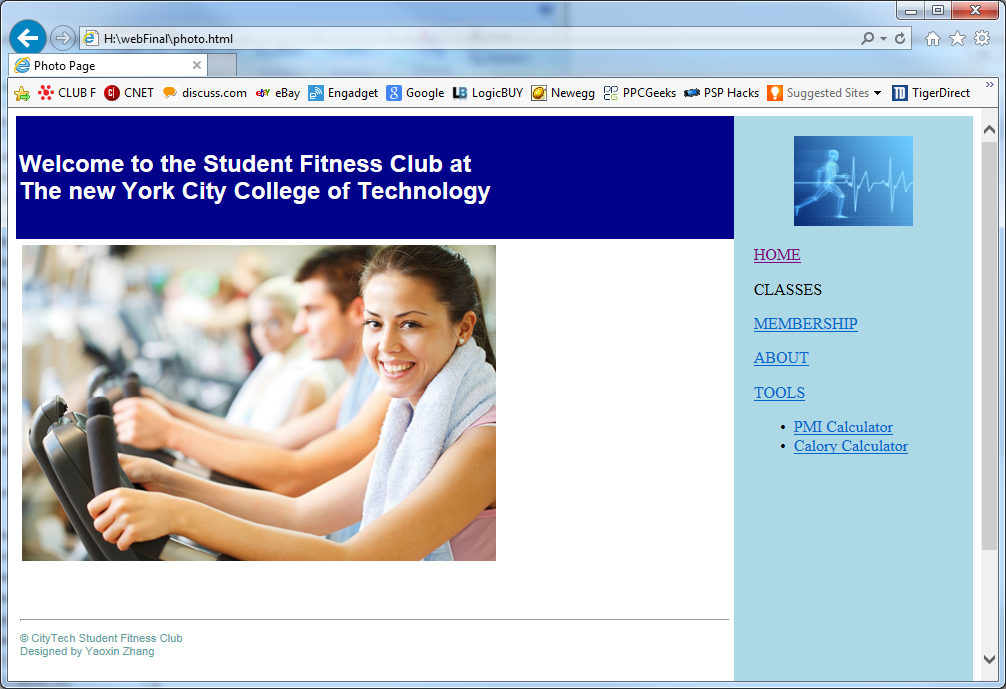 H:\webFinal\photo.html
Photo Page
CLUB F CNET discuss.com eBay Engadget Google LogicBUY Newegg PPCGeeks PSP Hacks Suggested Sites TigerDirect
Welcome to the Student Fitness Club at
The new York City College of Technology
HOME
CLASSES
MEMBERSHIP
ABOUT
TOOLS
• PMI Calculator
• Calory Calculator
© CityTech Student Fitness Club
Designed by Yaoxin Zhang